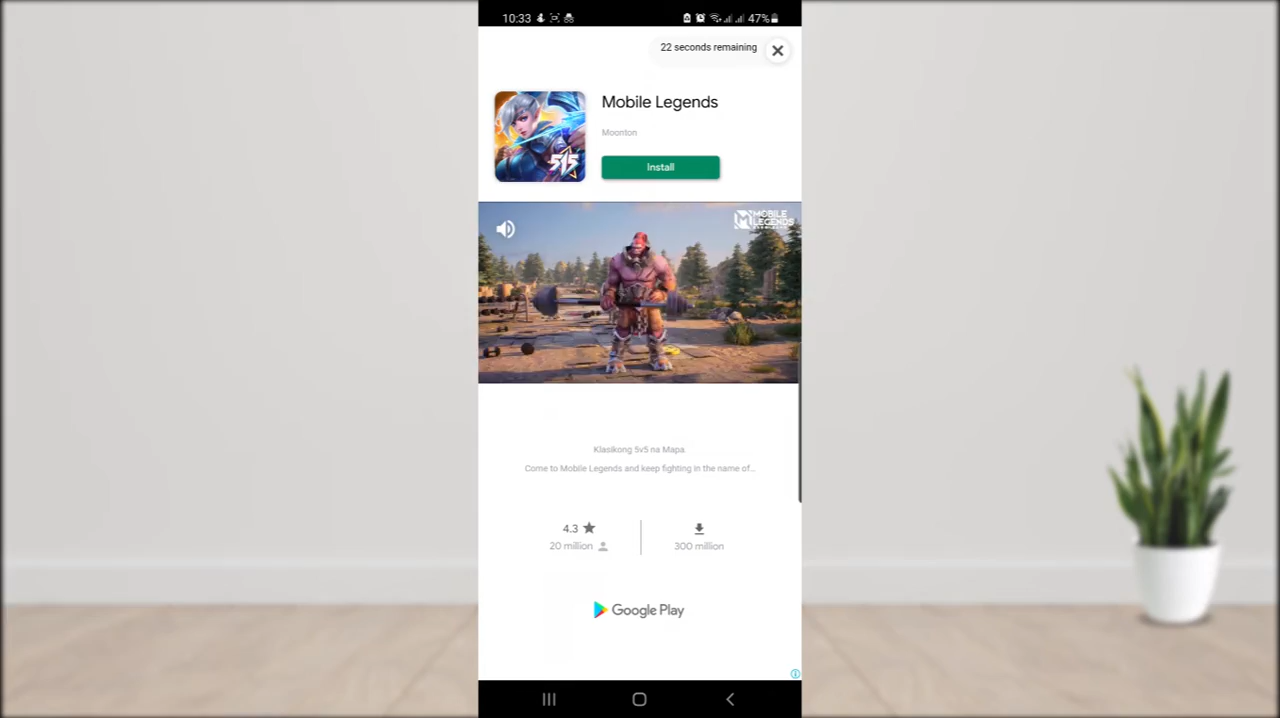 10:33
47%
22 seconds remaining
Mobile Legends
Moonton
515
Install
MOBILE
LEGENDS
Klasikong 5v5 na Mapa.
Come to Mobile Legends and keep fighting in the name of...
4.3
20 million
300 million
Google Play